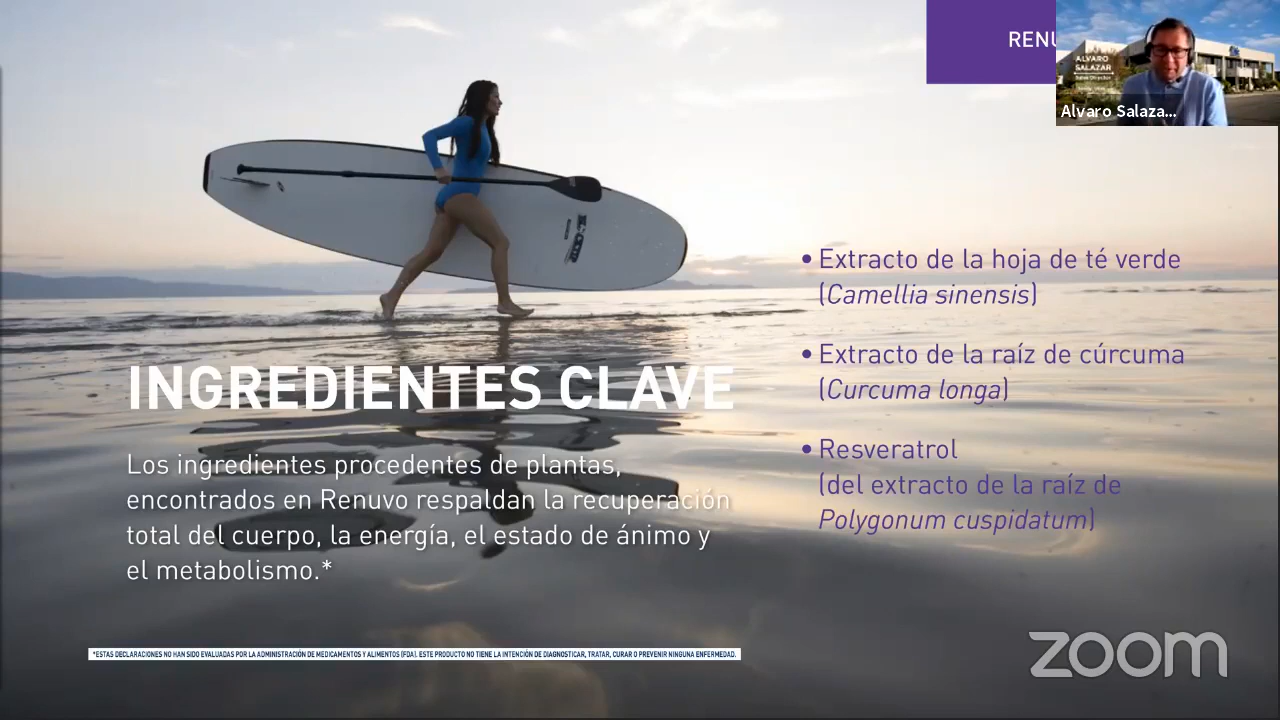 RENU
ALVARO
SALAZAR
Alvaro Salaza...
• Extracto de la hoja de té verde
(Camellia sinensis)
• Extracto de la raíz de cúrcuma
(Curcuma longa)
• Resveratrol
(del extracto de la raíz de
Polygonum cuspidatum)
INGREDIENTES CLAVE
Los ingredientes procedentes de plantas,
encontrados en Renuvo respaldan la recuperación
total del cuerpo, la energía, el estado de ánimo y
el metabolismo.*
*ESTAS DECLARACIONES NO HAN SIDO EVALUADAS POR LA ADMINISTRACIÓN DE MEDICAMENTOS Y ALIMENTOS (FDA). ESTE PRODUCTO NO TIENE LA INTENCIÓN DE DIAGNOSTICAR, TRATAR, CURAR O PREVENIR NINGUNA ENFERMEDAD.
zoom